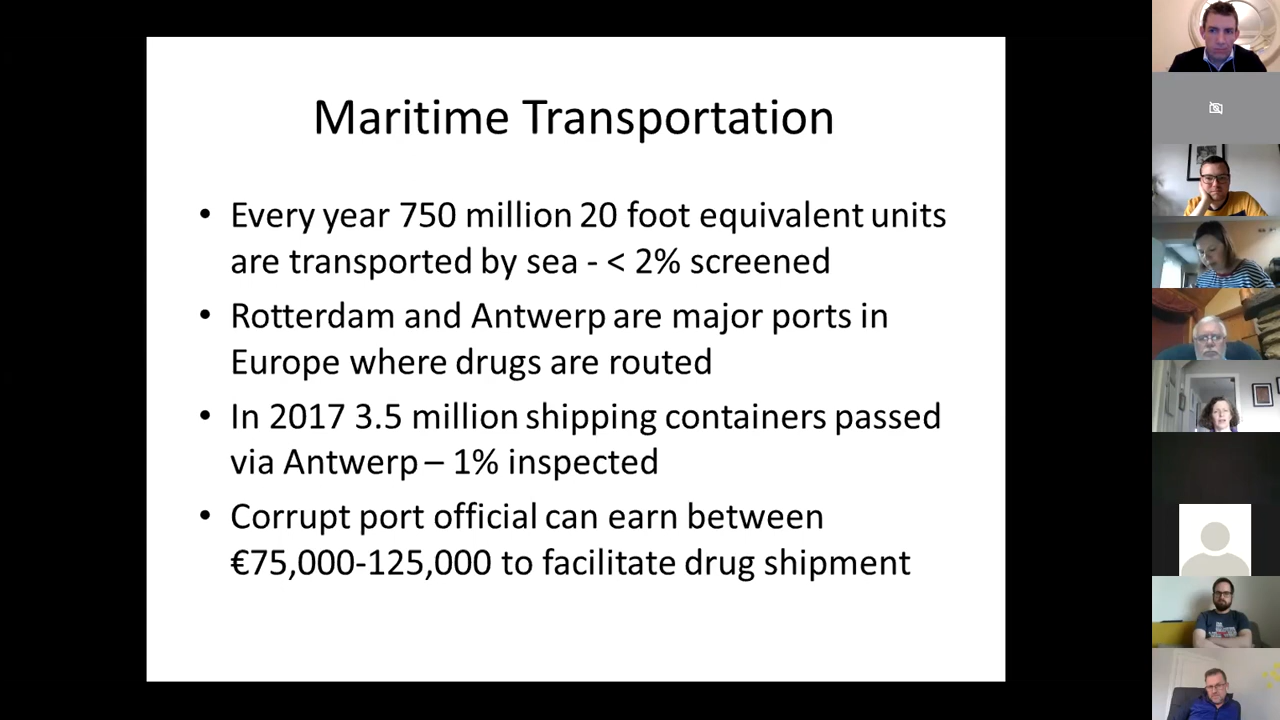 Maritime Transportation
• Every year 750 million 20 foot equivalent units
are transported by sea - < 2% screened
• Rotterdam and Antwerp are major ports in
Europe where drugs are routed
• In 2017 3.5 million shipping containers passed
via Antwerp – 1% inspected
• Corrupt port official can earn between
€75,000-125,000 to facilitate drug shipment